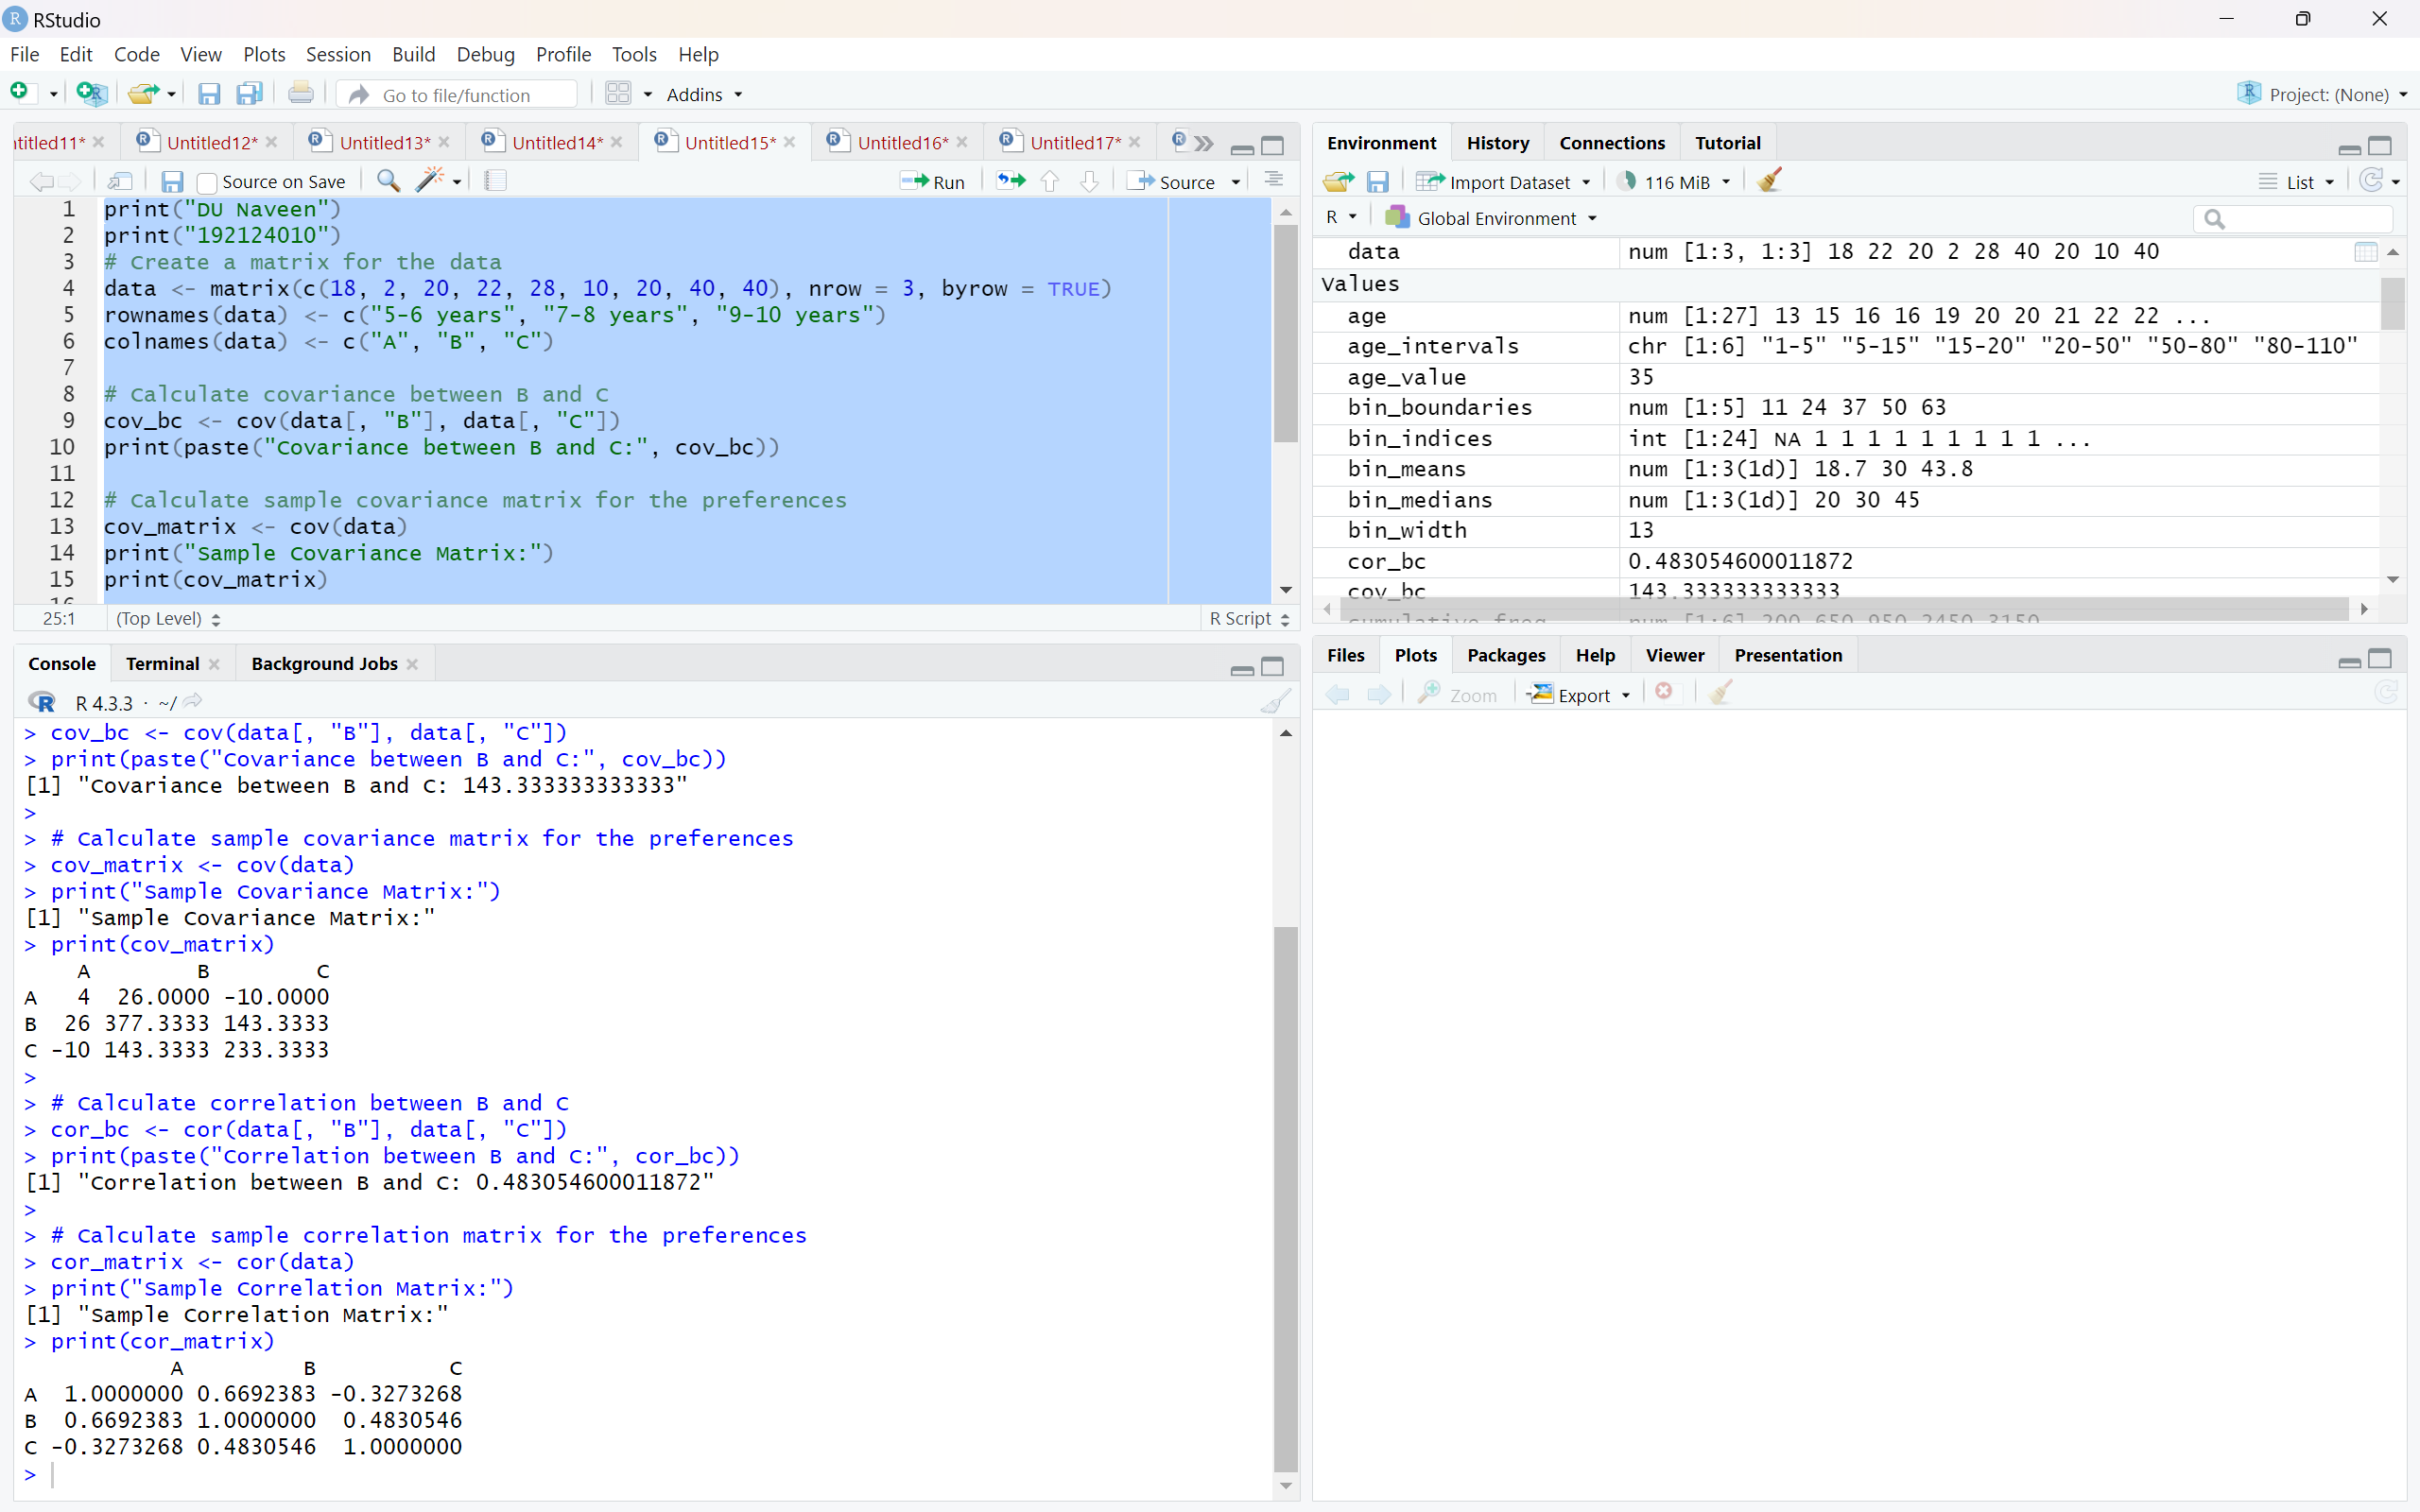 RStudio
File Edit Code View Plots Session Build Debug Profile Tools Help
Go to file/function Addins Project: (None)
ntitled11* Untitled12* Untitled13* Untitled14* Untitled15* Untitled16* Untitled17*
Source on Save Run Source
1 print("DU Naveen")
2 print("192124010")
3 # Create a matrix for the data
4 data <- matrix(c(18, 2, 20, 22, 28, 10, 20, 40, 40), nrow = 3, byrow = TRUE)
5 rownames(data) <- c("5-6 years", "7-8 years", "9-10 years")
6 colnames(data) <- c("A", "B", "C")
7
8 # Calculate covariance between B and C
9 cov_bc <- cov(data[, "B"], data[, "C"])
10 print(paste("Covariance between B and C:", cov_bc))
11
12 # Calculate sample covariance matrix for the preferences
13 cov_matrix <- cov(data)
14 print("Sample Covariance Matrix:")
15 print(cov_matrix)
16
25:1 (Top Level) R Script
Console Terminal Background Jobs
R 4.3.3 · ~/
> cov_bc <- cov(data[, "B"], data[, "C"])
> print(paste("Covariance between B and C:", cov_bc))
[1] "Covariance between B and C: 143.333333333333"
>
> # Calculate sample covariance matrix for the preferences
> cov_matrix <- cov(data)
> print("Sample Covariance Matrix:")
[1] "Sample Covariance Matrix:"
> print(cov_matrix)
A B C
A 4 26.0000 -10.0000
B 26 377.3333 143.3333
C -10 143.3333 233.3333
>
> # Calculate correlation between B and C
> cor_bc <- cor(data[, "B"], data[, "C"])
> print(paste("Correlation between B and C:", cor_bc))
[1] "Correlation between B and C: 0.483054600011872"
>
> # Calculate sample correlation matrix for the preferences
> cor_matrix <- cor(data)
> print("Sample Correlation Matrix:")
[1] "Sample Correlation Matrix:"
> print(cor_matrix)
A B C
A 1.0000000 0.6692383 -0.3273268
B 0.6692383 1.0000000 0.4830546
C -0.3273268 0.4830546 1.0000000
>
Environment History Connections Tutorial
Import Dataset 116 MiB List
R Global Environment
data num [1:3, 1:3] 18 22 20 2 28 40 20 10 40
Values
age num [1:27] 13 15 16 16 19 20 20 21 22 22 ...
age_intervals chr [1:6] "1-5" "5-15" "15-20" "20-50" "50-80" "80-110"
age_value 35
bin_boundaries num [1:5] 11 24 37 50 63
bin_indices int [1:24] NA 1 1 1 1 1 1 1 1 1 ...
bin_means num [1:3(1d)] 18.7 30 43.8
bin_medians num [1:3(1d)] 20 30 45
bin_width 13
cor_bc 0.483054600011872
cov_bc 143.333333333333
cumulative_freq num [1:6] 200 650 950 2450 3150
Files Plots Packages Help Viewer Presentation
Zoom Export